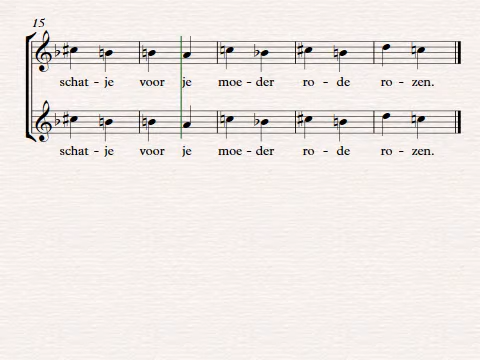 15
schat - je voor je moe - der ro - de ro - zen.
schat - je voor je moe - der ro - de ro - zen.